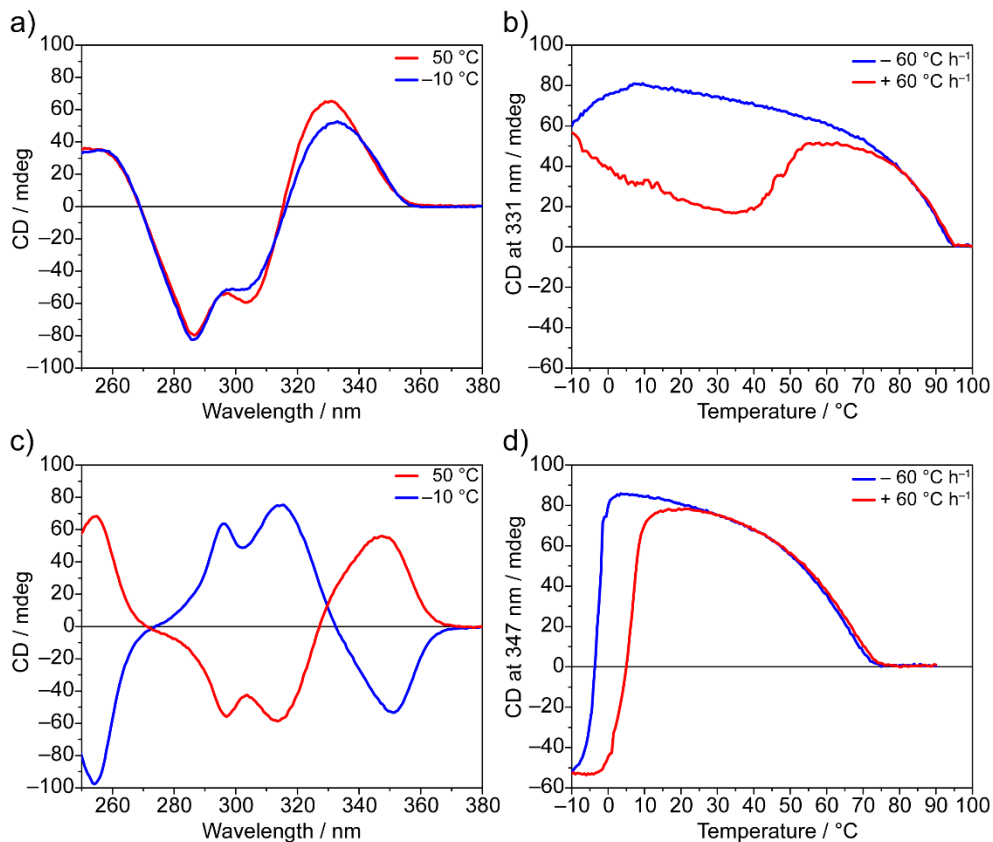 a)
50 °C
–10 °C
CD / mdeg
100
80
60
40
20
0
–20
–40
–60
–80
–100
260 280 300 320 340 360 380
Wavelength / nm
b)
– 60 °C h⁻¹
+ 60 °C h⁻¹
CD at 331 nm / mdeg
100
80
60
40
20
0
–20
–40
–60
–10 0 10 20 30 40 50 60 70 80 90 100
Temperature / °C
c)
50 °C
–10 °C
CD / mdeg
100
80
60
40
20
0
–20
–40
–60
–80
–100
260 280 300 320 340 360 380
Wavelength / nm
d)
– 60 °C h⁻¹
+ 60 °C h⁻¹
CD at 347 nm / mdeg
100
80
60
40
20
0
–20
–40
–60
–10 0 10 20 30 40 50 60 70 80 90 100
Temperature / °C